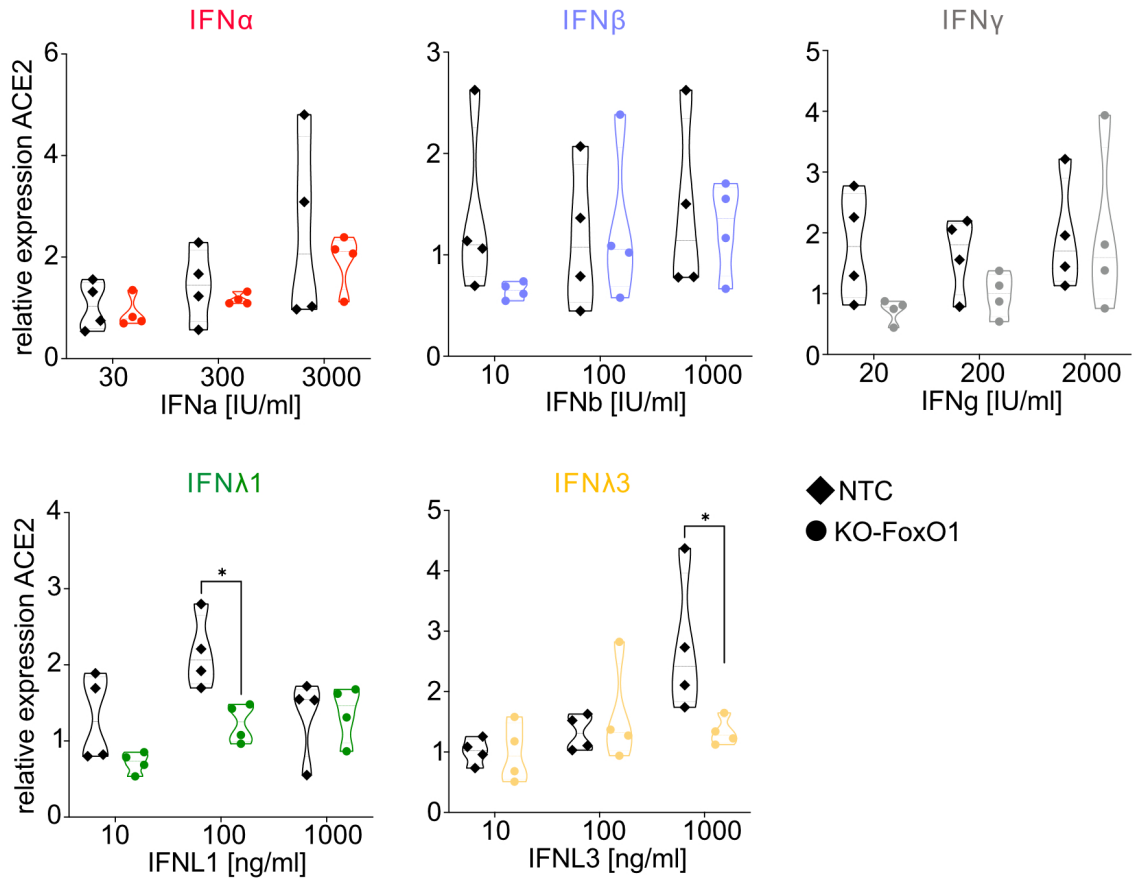 IFNα
relative expression ACE2
6
4
2
0
30 300 3000
IFNa [IU/ml]
IFNβ
3
2
1
0
10 100 1000
IFNb [IU/ml]
IFNγ
5
4
3
2
1
0
20 200 2000
IFNg [IU/ml]
IFNλ1
relative expression ACE2
4
3
2
1
0
*
10 100 1000
IFNL1 [ng/ml]
IFNλ3
5
4
3
2
1
0
*
10 100 1000
IFNL3 [ng/ml]
NTC
KO-FoxO1